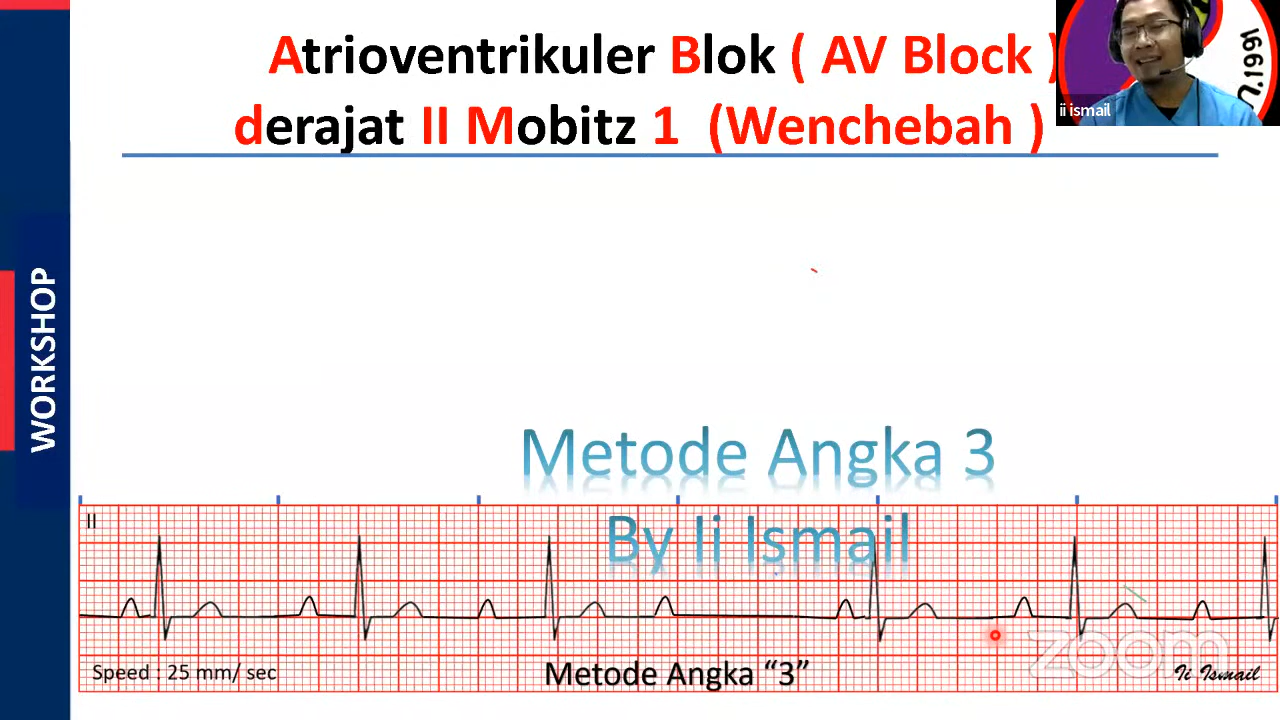 Atrioventrikuler Blok ( AV Block )
derajat II Mobitz 1 (Wenchebah )
ii ismail
1991
WORKSHOP
Metode Angka 3
By Ii Ismail
II
Speed : 25 mm/ sec
Metode Angka “3”
zoom
Ii Ismail